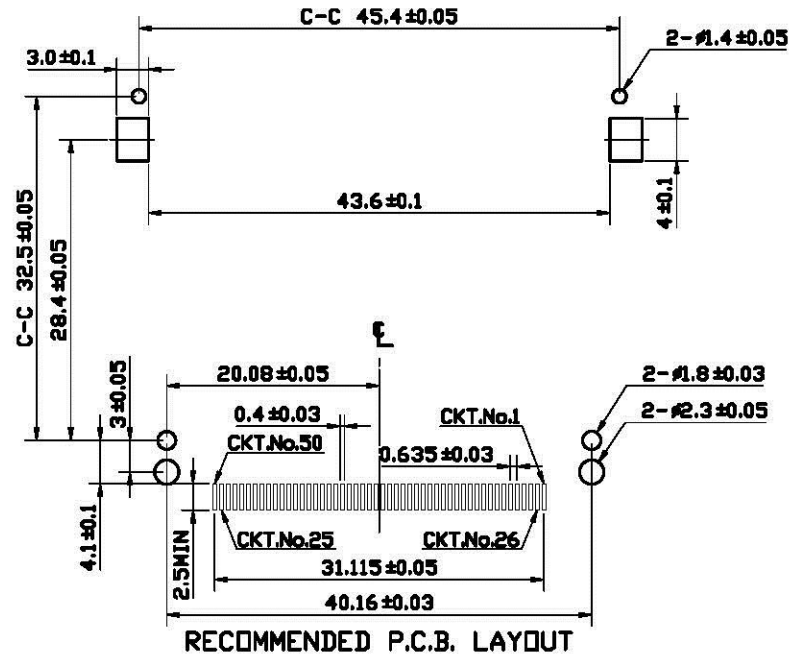 C-C 45.4±0.05
2-ø1.4±0.05
3.0±0.1
43.6±0.1
4±0.1
C-C 32.5±0.05
28.4±0.05
℄
20.08±0.05
2-ø1.8±0.03
3±0.05
0.4±0.03
CKT.No.1
2-ø2.3±0.05
CKT.No.50
0.635±0.03
4.1±0.1
2.5MIN
CKT.No.25
CKT.No.26
31.115±0.05
40.16±0.03
RECOMMENDED P.C.B. LAYOUT